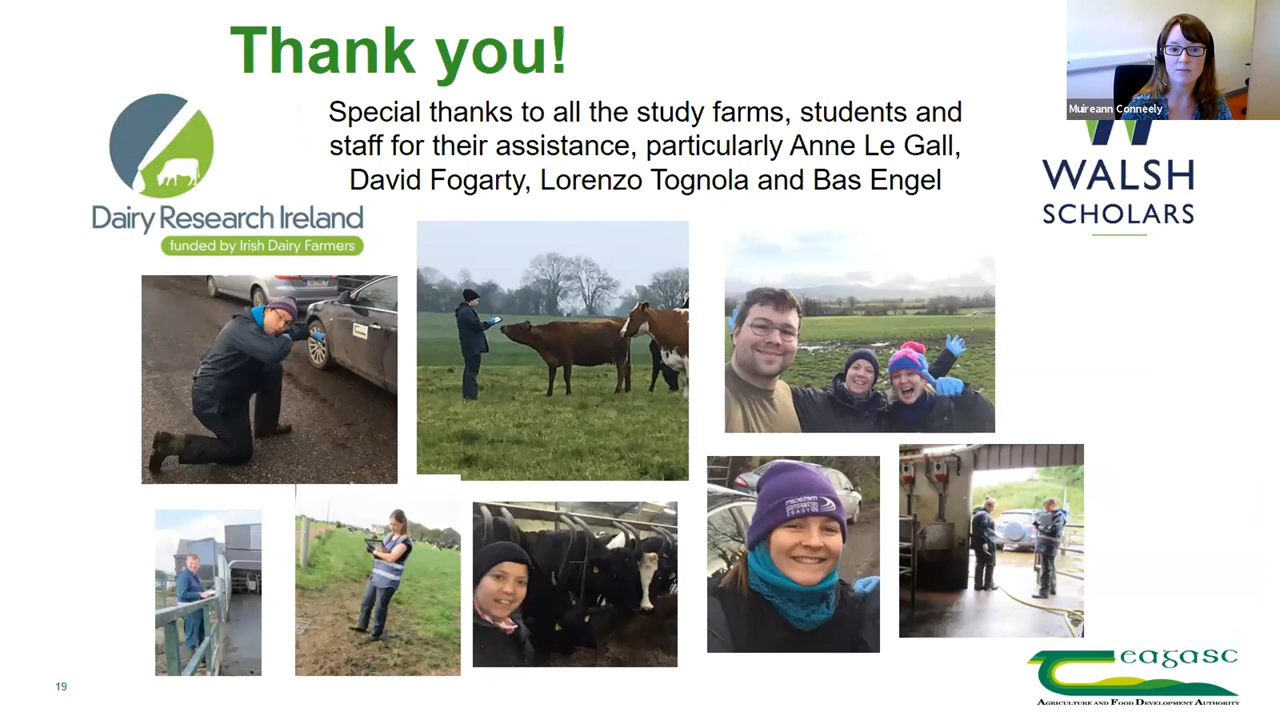 Thank you!
Muireann Conneely
Special thanks to all the study farms, students and
staff for their assistance, particularly Anne Le Gall,
David Fogarty, Lorenzo Tognola and Bas Engel
Dairy Research Ireland
funded by Irish Dairy Farmers
WALSH
SCHOLARS
19
Teagasc
AGRICULTURE AND FOOD DEVELOPMENT AUTHORITY